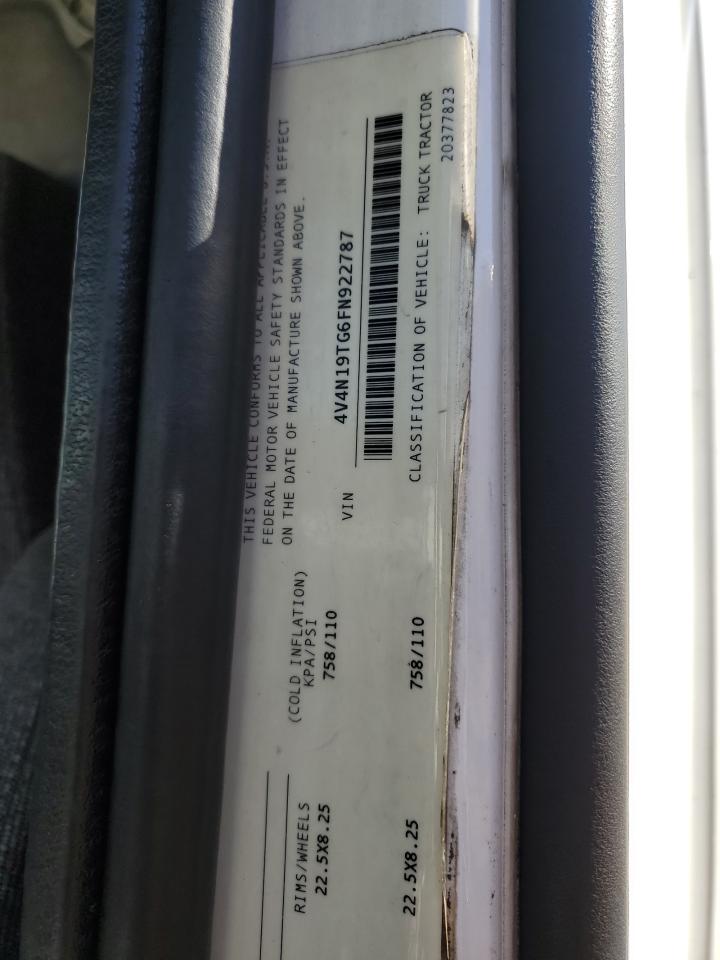 THIS VEHICLE CONFORMS TO ALL APPLICABLE U.S.A.
FEDERAL MOTOR VEHICLE SAFETY STANDARDS IN EFFECT
ON THE DATE OF MANUFACTURE SHOWN ABOVE.
RIMS/WHEELS
(COLD INFLATION)
KPA/PSI
22.5X8.25 758/110
VIN 4V4N19TG6FN922787
22.5X8.25 758/110
CLASSIFICATION OF VEHICLE: TRUCK TRACTOR
20377823